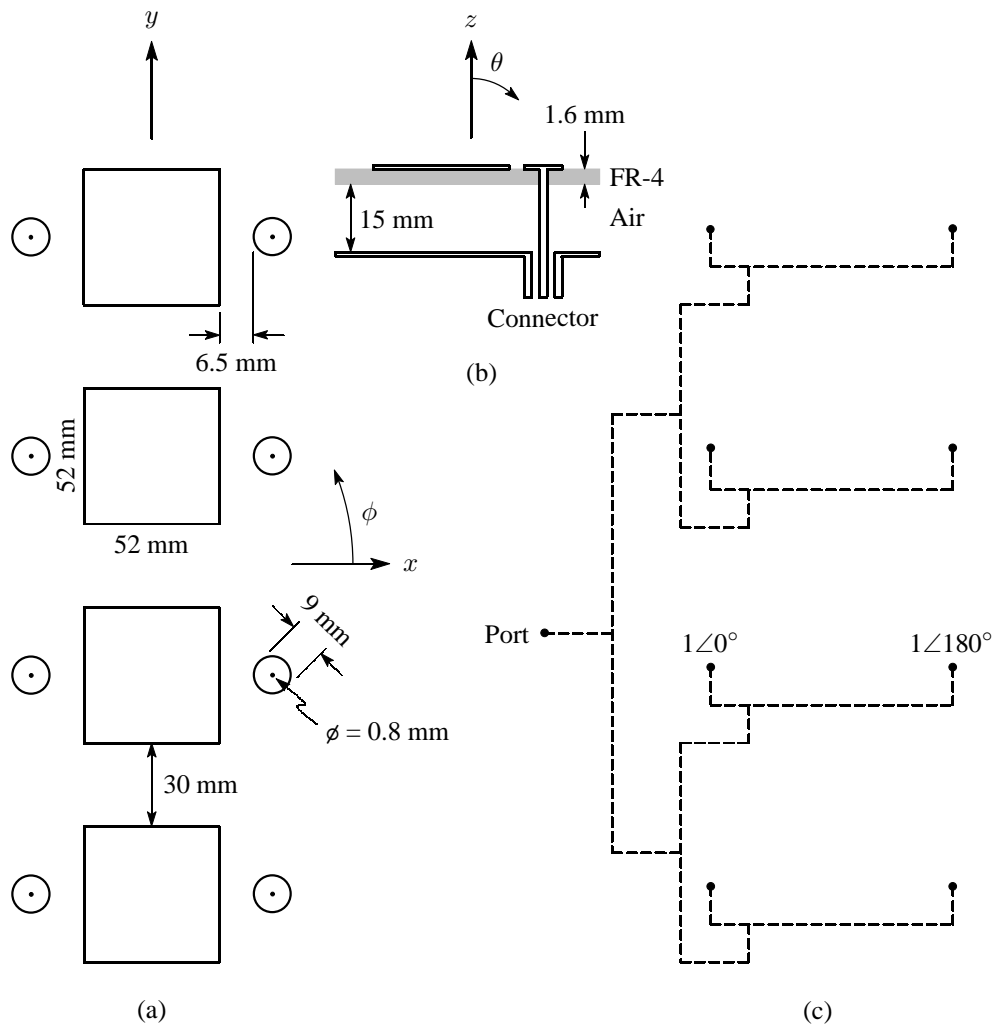 y
z
θ
1.6 mm
FR-4
Air
15 mm
Connector
6.5 mm
(b)
52 mm
52 mm
ϕ
x
Port
1∠0°
1∠180°
9 mm
ϕ = 0.8 mm
30 mm
(a)
(c)